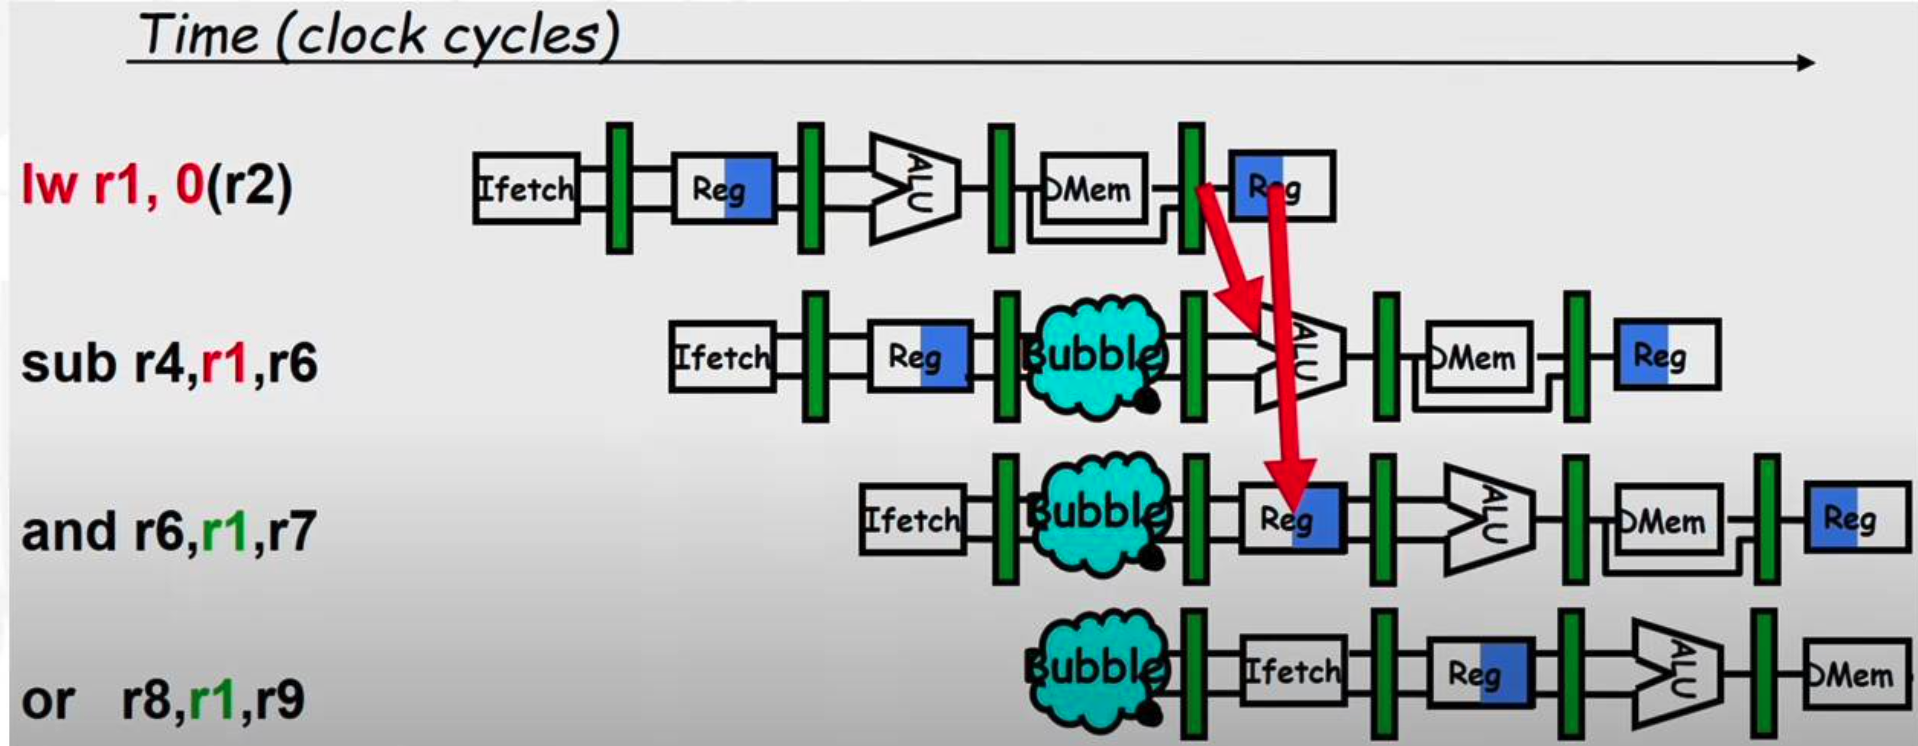 Time (clock cycles)
lw r1, 0(r2)
Ifetch Reg ALU DMem Reg
sub r4,r1,r6
Ifetch Reg Bubble ALU DMem Reg
and r6,r1,r7
Ifetch Bubble Reg ALU DMem Reg
or r8,r1,r9
Bubble Ifetch Reg ALU DMem